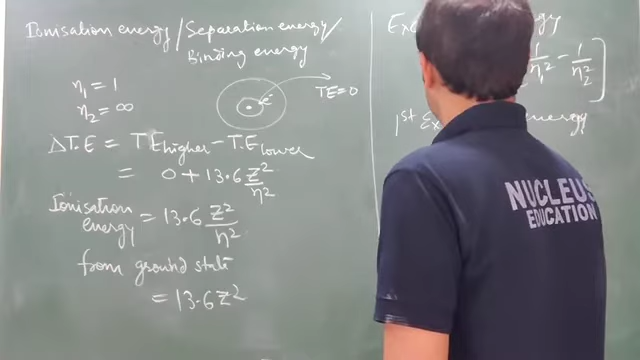 Ionisation energy / Separation energy /
Binding energy
n₁ = 1
n₂ = ∞
e⁻
TE = 0
ΔT.E = T.E higher - T.E lower
= 0 + 13.6 Z²/n²
Ionisation energy = 13.6 Z²/n²
from ground state
= 13.6 Z²
1/n₁² - 1/n₂² ]
1st energy
NUCLEUS
EDUCATION